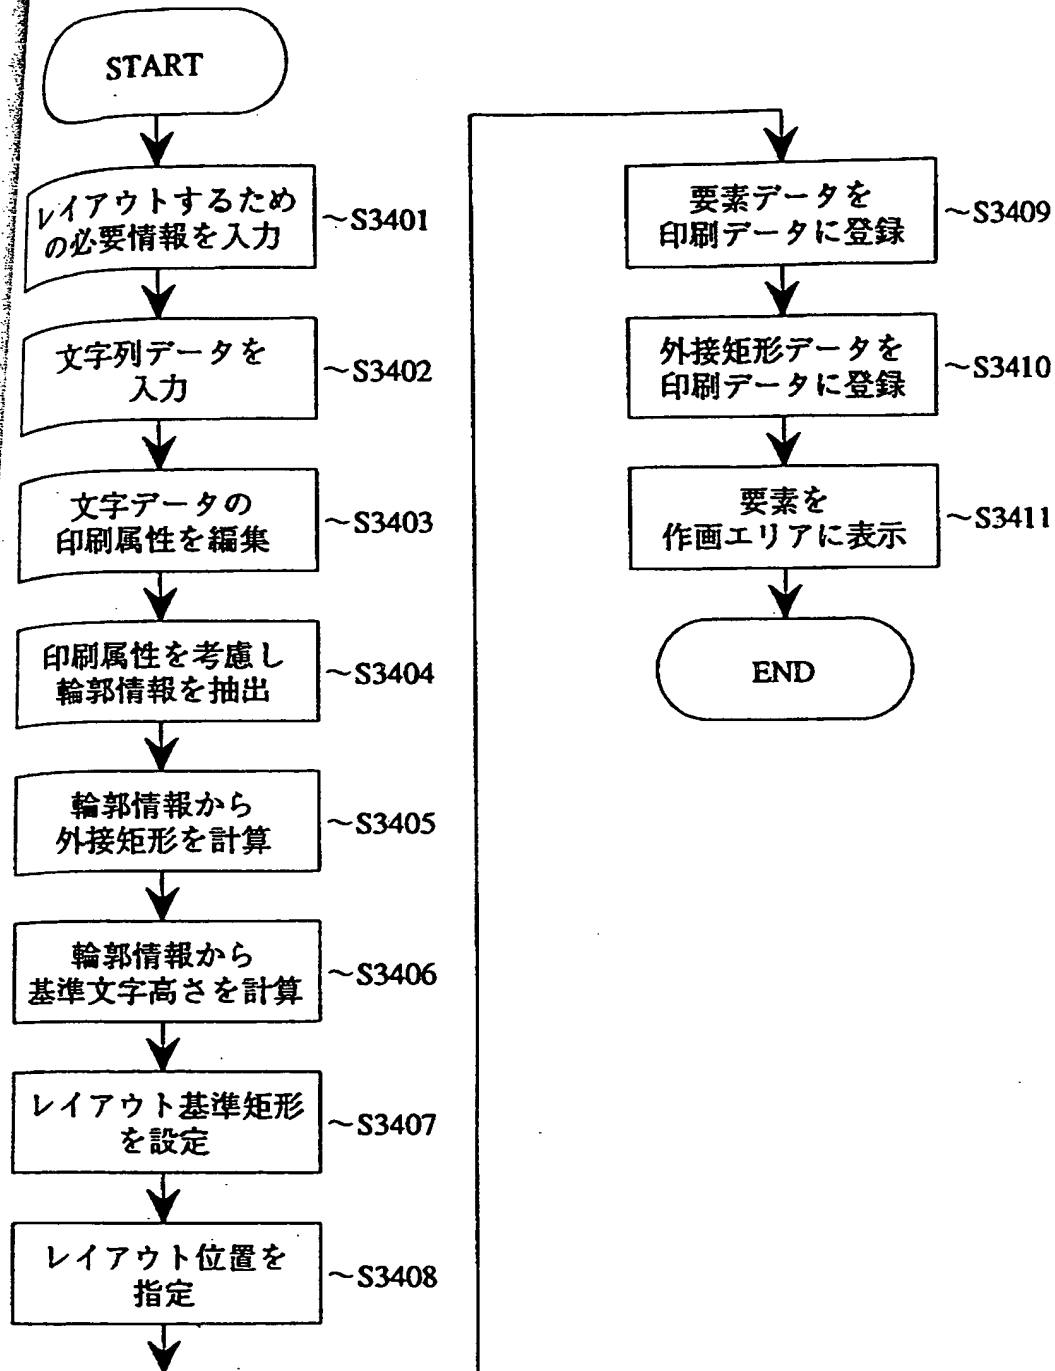 START
レイアウトするため
の必要情報を入力
~S3401
文字列データを
入力
~S3402
文字データの
印刷属性を編集
~S3403
印刷属性を考慮し
輪郭情報を抽出
~S3404
輪郭情報から
外接矩形を計算
~S3405
輪郭情報から
基準文字高さを計算
~S3406
レイアウト基準矩形
を設定
~S3407
レイアウト位置を
指定
~S3408
要素データを
印刷データに登録
~S3409
外接矩形データを
印刷データに登録
~S3410
要素を
作画エリアに表示
~S3411
END